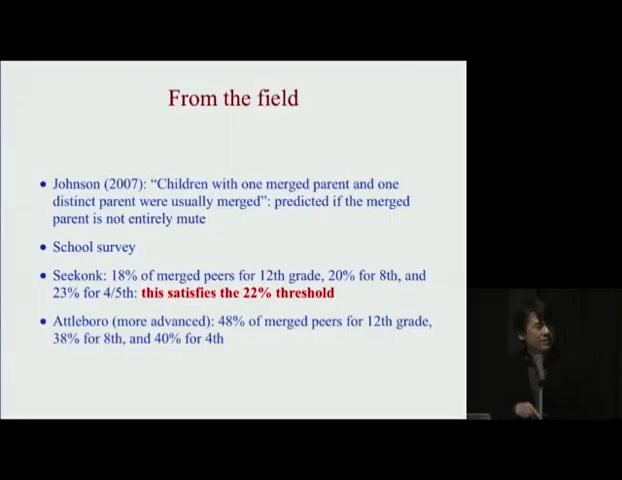 From the field
• Johnson (2007): “Children with one merged parent and one
distinct parent were usually merged”: predicted if the merged
parent is not entirely mute
• School survey
• Seekonk: 18% of merged peers for 12th grade, 20% for 8th, and
23% for 4/5th: this satisfies the 22% threshold
• Attleboro (more advanced): 48% of merged peers for 12th grade,
38% for 8th, and 40% for 4th